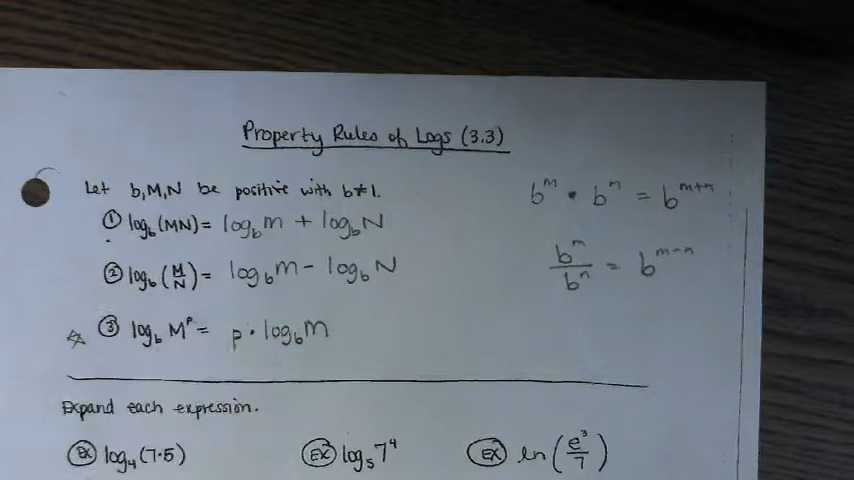 Property Rules of Logs (3.3)
Let b, M, N be positive with b≠1.
① log_b(MN) = log_b m + log_b N
② log_b(M/N) = log_b m − log_b N
☆ ③ log_b M^p = p · log_b m
b^m · b^n = b^(m+n)
b^m / b^n = b^(m−n)
Expand each expression.
EX log_4(7·5)
EX log_5 7^4
EX ln(e^3/7)